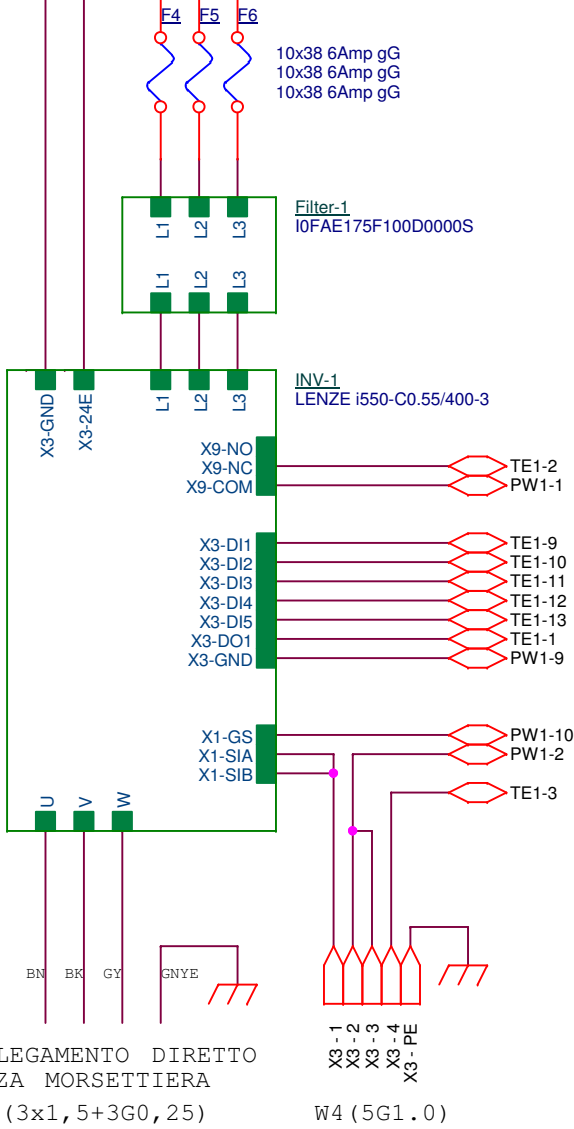 F4 F5 F6
10x38 6Amp gG
10x38 6Amp gG
10x38 6Amp gG
Filter-1
I0FAE175F100D0000S
L1 L2 L3
L1 L2 L3
INV-1
LENZE i550-C0.55/400-3
X3-GND X3-24E L1 L2 L3
X9-NO
X9-NC TE1-2
X9-COM PW1-1
X3-DI1 TE1-9
X3-DI2 TE1-10
X3-DI3 TE1-11
X3-DI4 TE1-12
X3-DI5 TE1-13
X3-DO1 TE1-1
X3-GND PW1-9
X1-GS PW1-10
X1-SIA PW1-2
X1-SIB
TE1-3
U V W
BN BK GY GNYE
X3 - 1 X3 - 2 X3 - 3 X3 - 4 X3 - PE
LEGAMENTO DIRETTO
ZA MORSETTIERA
(3x1,5+3G0,25) W4(5G1.0)